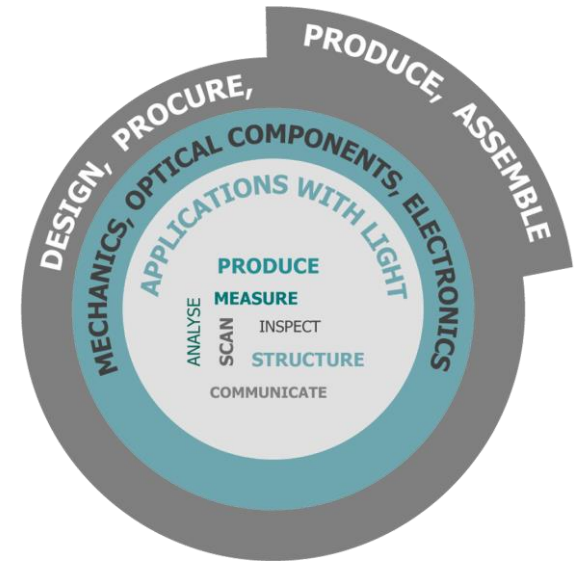 DESIGN, PROCURE,
PRODUCE, ASSEMBLE
MECHANICS, OPTICAL COMPONENTS, ELECTRONICS
APPLICATIONS WITH LIGHT
PRODUCE
MEASURE
ANALYSE
SCAN
INSPECT
STRUCTURE
COMMUNICATE